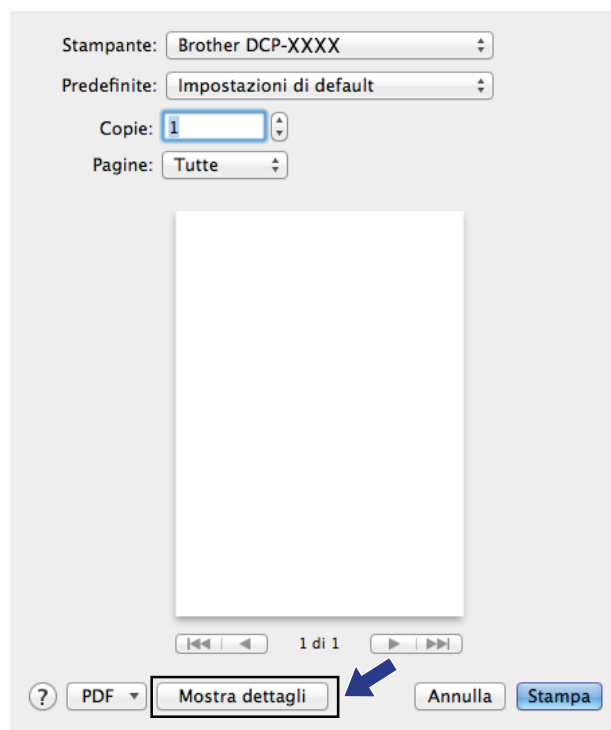 Stampante: Brother DCP-XXXX
Predefinite: Impostazioni di default
Copie: 1
Pagine: Tutte
1 di 1
? PDF Mostra dettagli Annulla Stampa